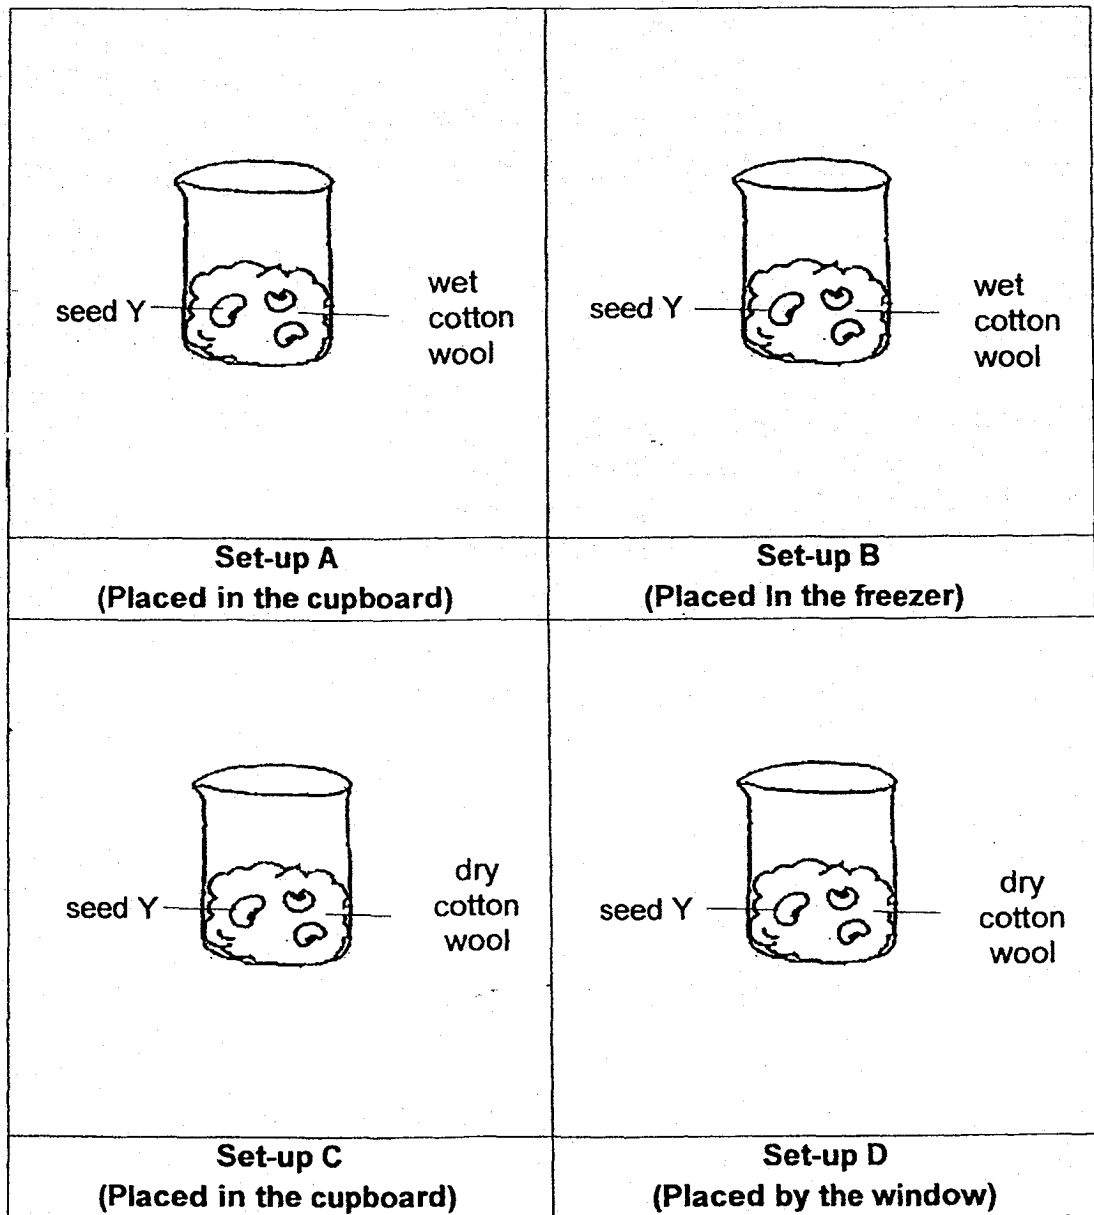 seed Y
wet
cotton
wool
seed Y
wet
cotton
wool
Set-up A
(Placed in the cupboard)
Set-up B
(Placed In the freezer)
seed Y
dry
cotton
wool
seed Y
dry
cotton
wool
Set-up C
(Placed in the cupboard)
Set-up D
(Placed by the window)